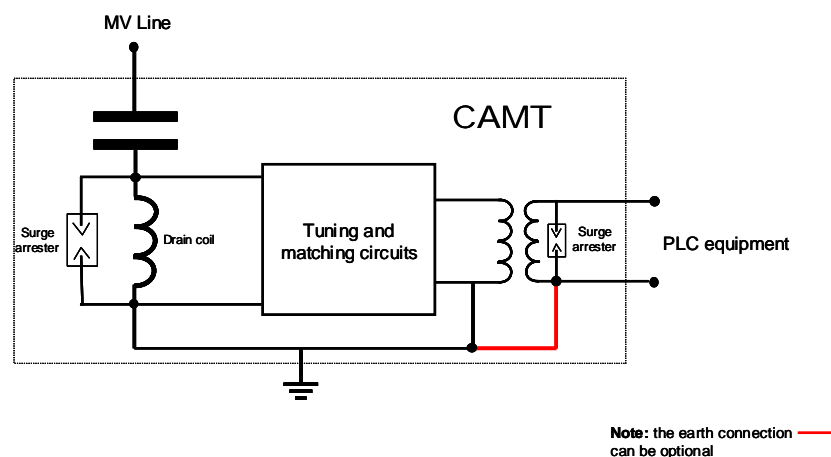 MV Line
CAMT
Surge
arrester
Drain coil
Tuning and
matching circuits
Surge
arrester
PLC equipment
Note: the earth connection
can be optional